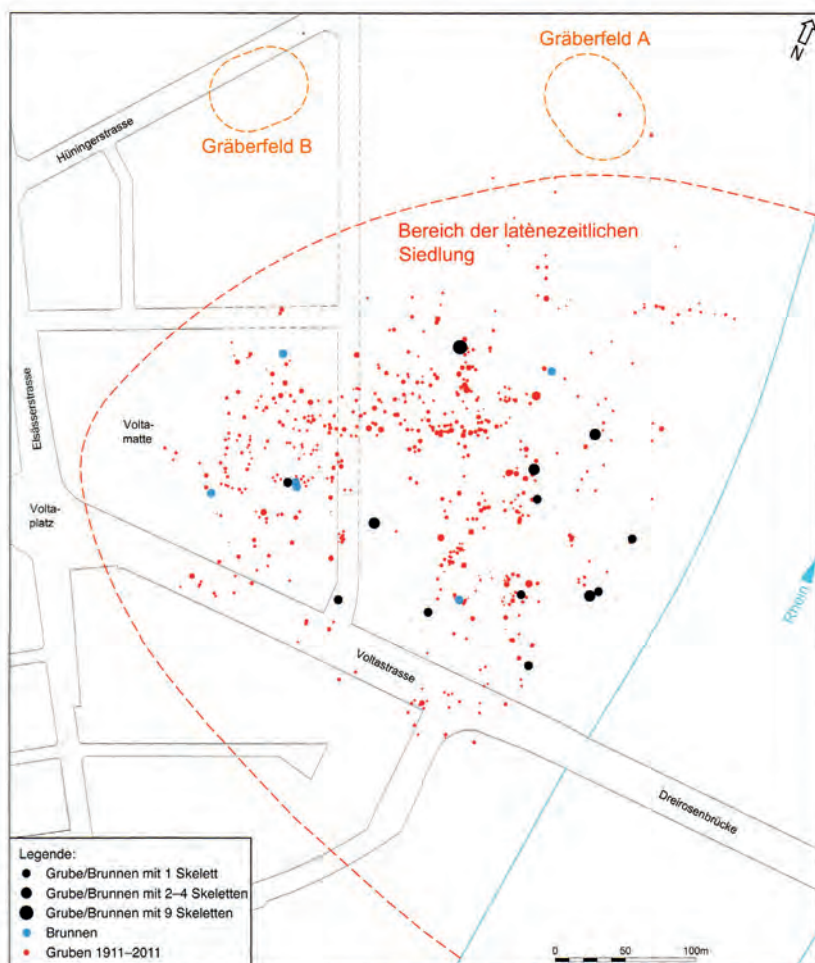 Gräberfeld A
N
Gräberfeld B
Hüningerstrasse
Bereich der latènezeitlichen
Siedlung
Elsässerstrasse
Volta-
matte
Volta-
platz
Rhein
Voltastrasse
Dreirosenbrücke
Legende:
Grube/Brunnen mit 1 Skelett
Grube/Brunnen mit 2–4 Skeletten
Grube/Brunnen mit 9 Skeletten
Brunnen
Gruben 1911–2011
0 50 100m